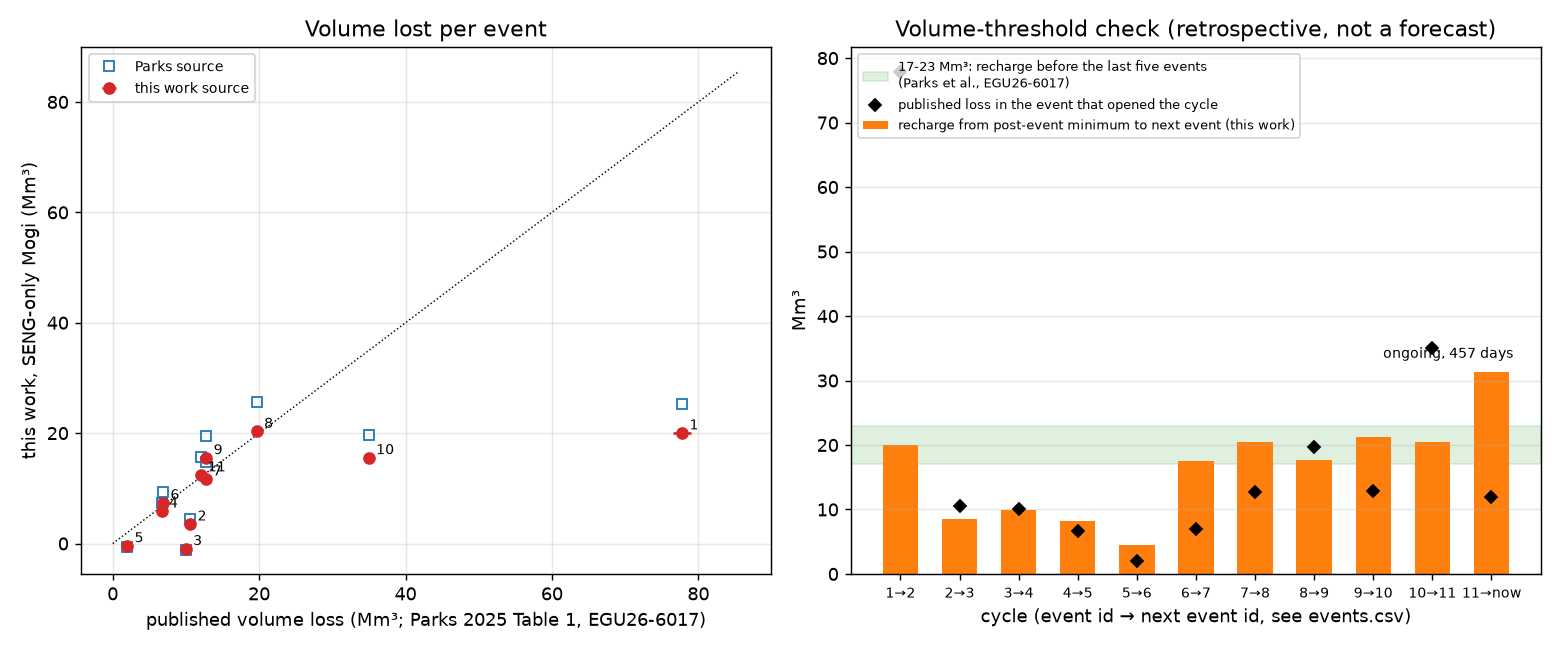 Volume lost per event
Parks source
this work source
80
60
40
20
0
this work, SENG-only Mogi (Mm³)
1
2
3
4
5
6
7
8
9
10
11
0
20
40
60
80
published volume loss (Mm³; Parks 2025 Table 1, EGU26-6017)
Volume-threshold check (retrospective, not a forecast)
17-23 Mm³: recharge before the last five events
(Parks et al., EGU26-6017)
published loss in the event that opened the cycle
recharge from post-event minimum to next event (this work)
80
70
60
50
40
30
20
10
0
Mm³
ongoing, 457 days
1→2
2→3
3→4
4→5
5→6
6→7
7→8
8→9
9→10
10→11
11→now
cycle (event id → next event id, see events.csv)